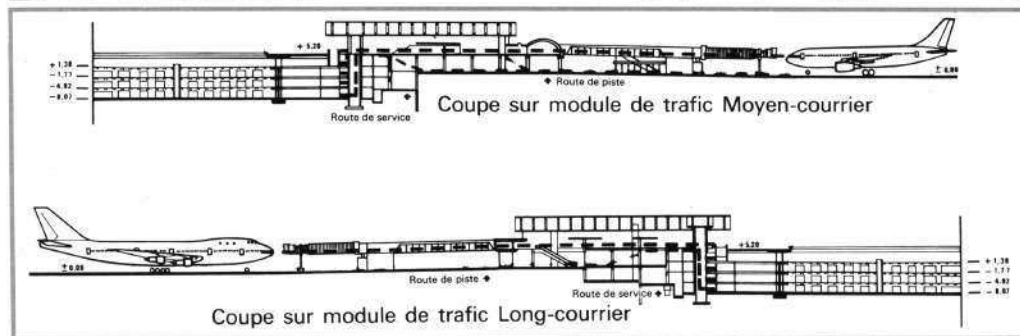 + 5,20
+ 1,38
- 1,77
- 4,92
- 8,07
± 0,00
Route de piste
Route de service
Coupe sur module de trafic Moyen-courrier
+ 5,20
± 0,00
+ 1,38
- 1,77
- 4,92
- 8,07
Route de piste
Route de service
Coupe sur module de trafic Long-courrier